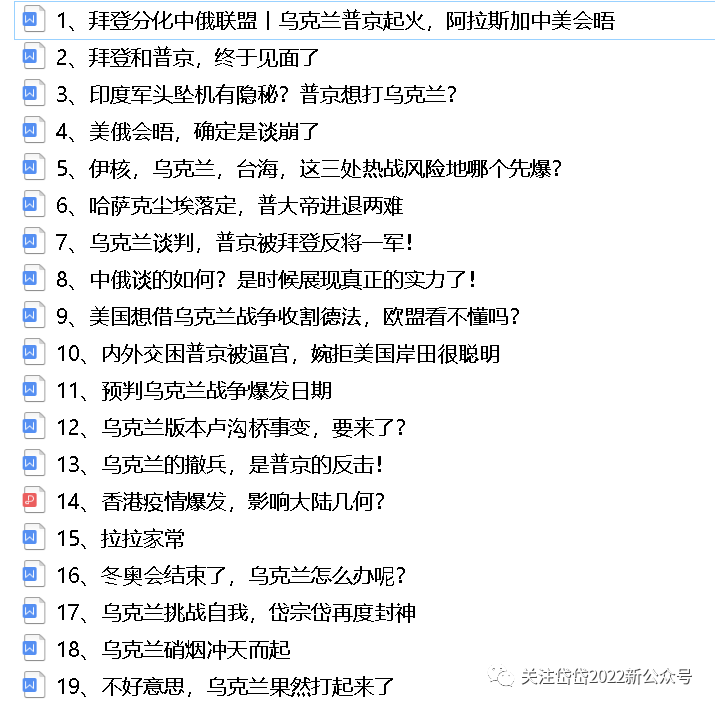 1、拜登分化中俄联盟丨乌克兰普京起火，阿拉斯加中美会晤
2、拜登和普京，终于见面了
3、印度军头坠机有隐秘？普京想打乌克兰？
4、美俄会晤，确定是谈崩了
5、伊核，乌克兰，台海，这三处热战风险地哪个先爆？
6、哈萨克尘埃落定，普大帝进退两难
7、乌克兰谈判，普京被拜登反将一军！
8、中俄谈的如何？是时候展现真正的实力了！
9、美国想借乌克兰战争收割德法，欧盟看不懂吗？
10、内外交困普京被逼宫，婉拒美国岸田很聪明
11、预判乌克兰战争爆发日期
12、乌克兰版本卢沟桥事变，要来了？
13、乌克兰的撤兵，是普京的反击！
14、香港疫情爆发，影响大陆几何？
15、拉拉家常
16、冬奥会结束了，乌克兰怎么办呢？
17、乌克兰挑战自我，岱宗岱再度封神
18、乌克兰硝烟冲天而起
19、不好意思，乌克兰果然打起来了
关注岱岱2022新公众号